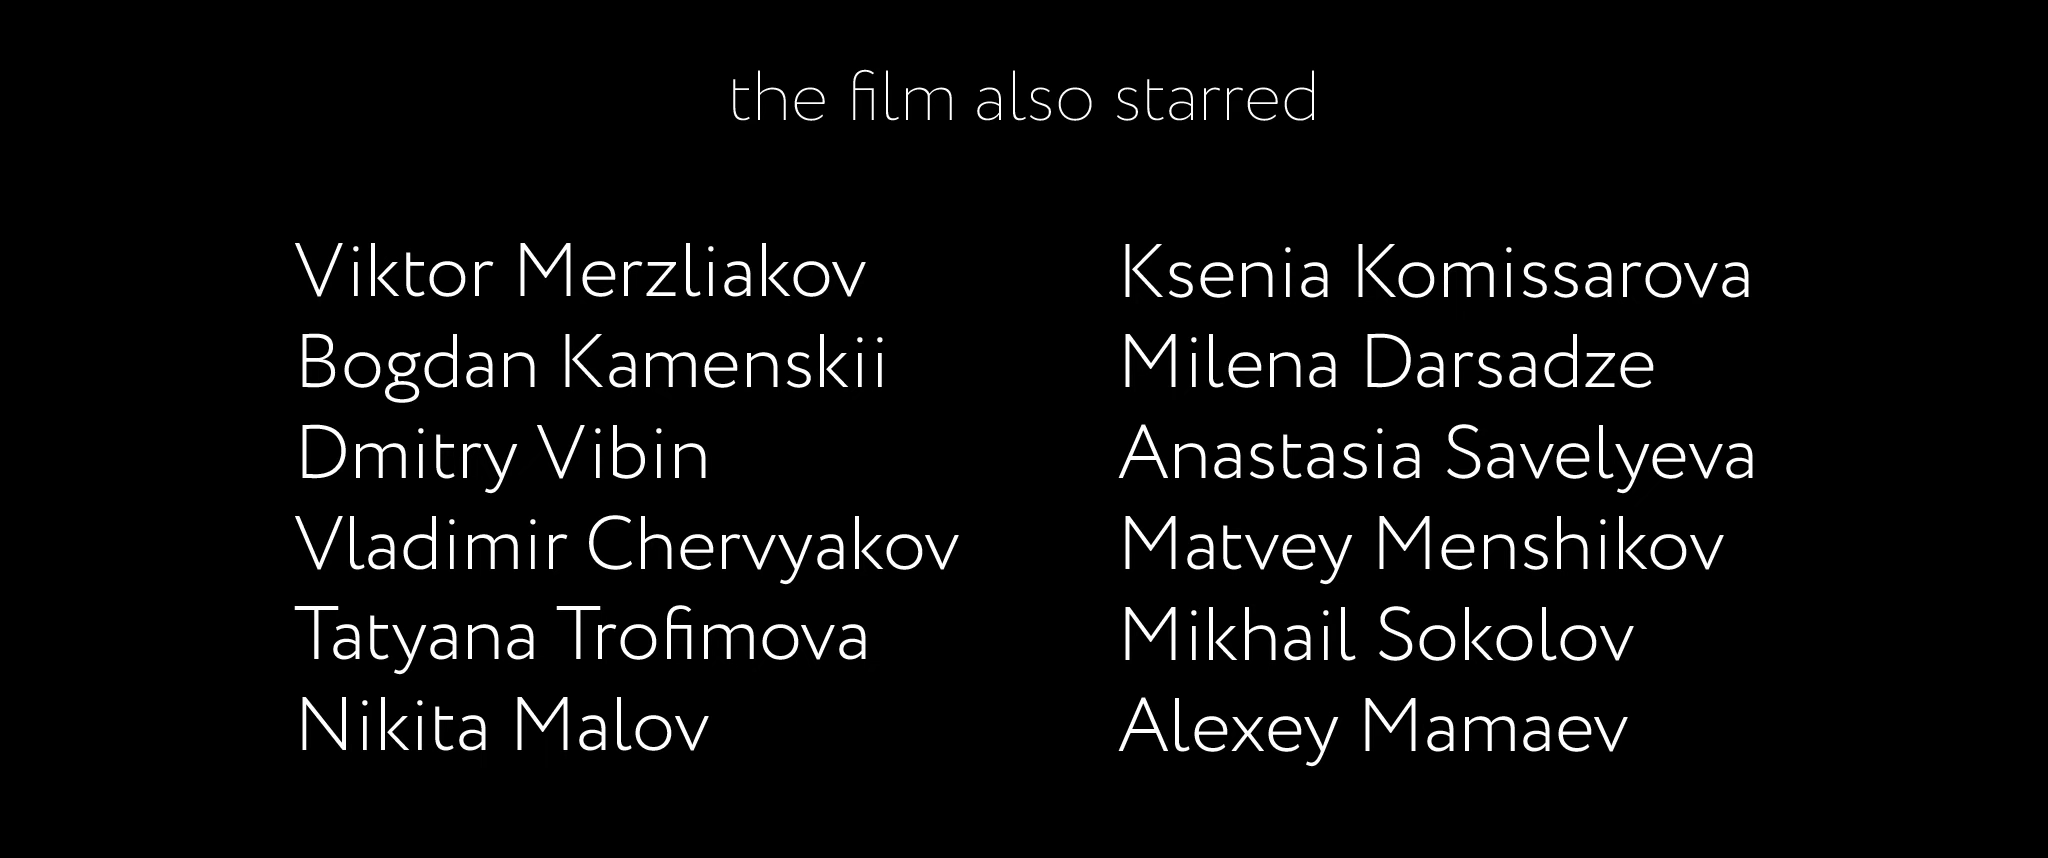 the film also starred
Viktor Merzliakov
Bogdan Kamenskii
Dmitry Vibin
Vladimir Chervyakov
Tatyana Trofimova
Nikita Malov
Ksenia Komissarova
Milena Darsadze
Anastasia Savelyeva
Matvey Menshikov
Mikhail Sokolov
Alexey Mamaev